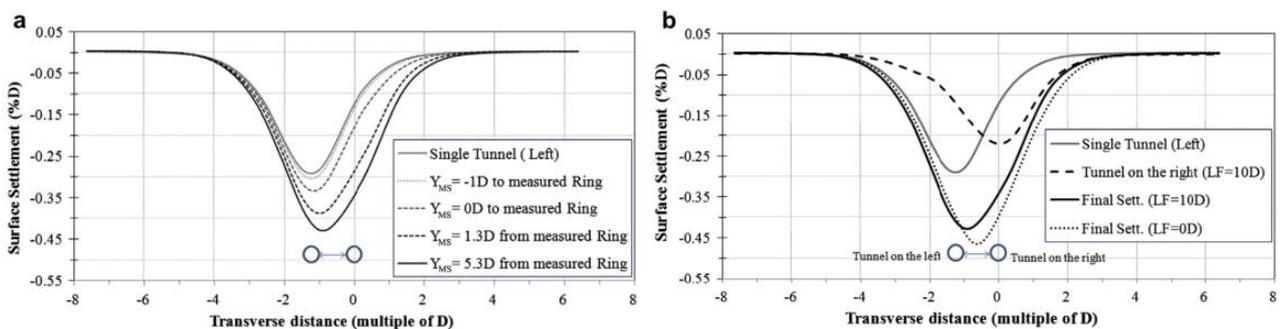 a
0.05
-0.05
-0.15
-0.25
-0.35
-0.45
-0.55
Surface Settlement (%D)
Single Tunnel ( Left)
Y_MS = -1D to measured Ring
Y_MS = 0D to measured Ring
Y_MS = 1.3D from measured Ring
Y_MS = 5.3D from measured Ring
-8 -6 -4 -2 0 2 4 6 8
Transverse distance (multiple of D)
b
0.05
-0.05
-0.15
-0.25
-0.35
-0.45
-0.55
Surface Settlement (%D)
Single Tunnel (Left)
Tunnel on the right (LF=10D)
Final Sett. (LF=10D)
Final Sett. (LF=0D)
Tunnel on the left
Tunnel on the right
-8 -6 -4 -2 0 2 4 6 8
Transverse distance (multiple of D)